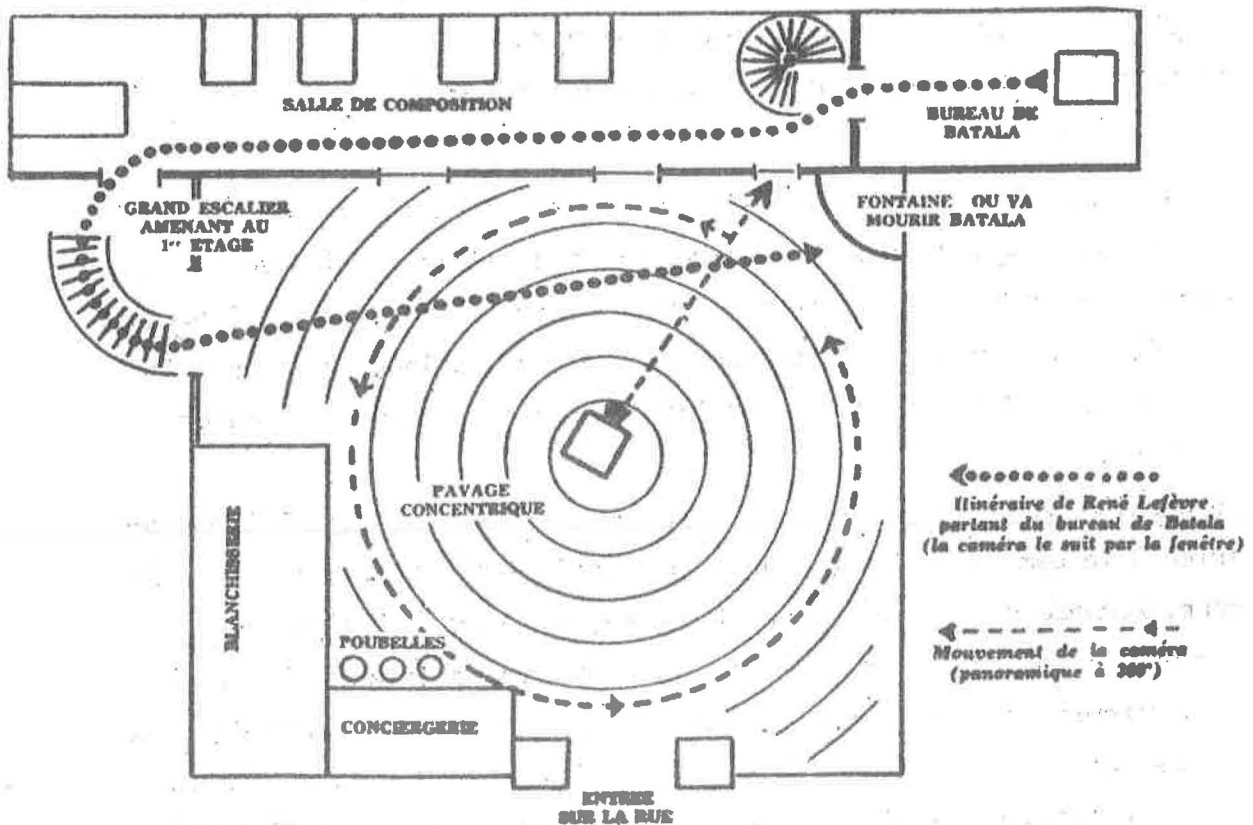 SALLE DE COMPOSITION
BUREAU DE
BATALA
GRAND ESCALIER
AMENANT AU
1er ETAGE
FONTAINE OU VA
MOURIR BATALA
PAVAGE
CONCENTRIQUE
BLANCHISSERIE
POUBELLES
CONCIERGERIE
ENTREE
SUR LA RUE
Itinéraire de René Lefèvre
partant du bureau de Batala
(la caméra le suit par la fenêtre)
Mouvement de la caméra
(panoramique à 360°)